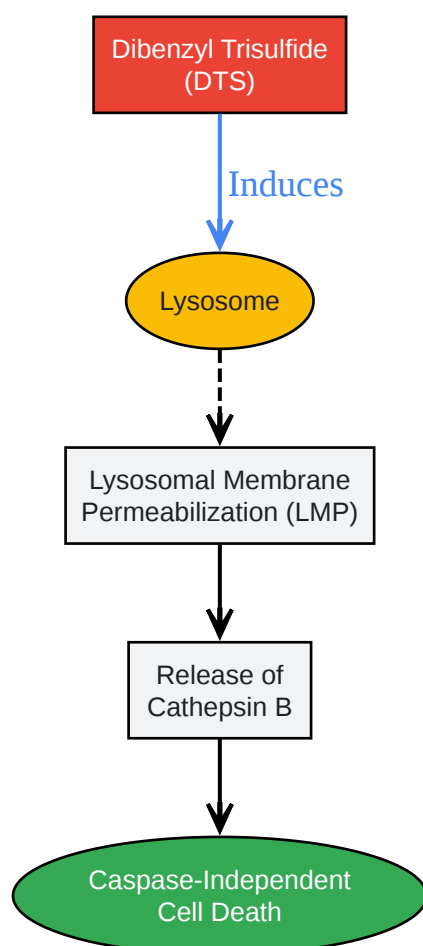 Dibenzyl Trisulfide
(DTS)
Induces
Lysosome
Lysosomal Membrane
Permeabilization (LMP)
Release of
Cathepsin B
Caspase-Independent
Cell Death